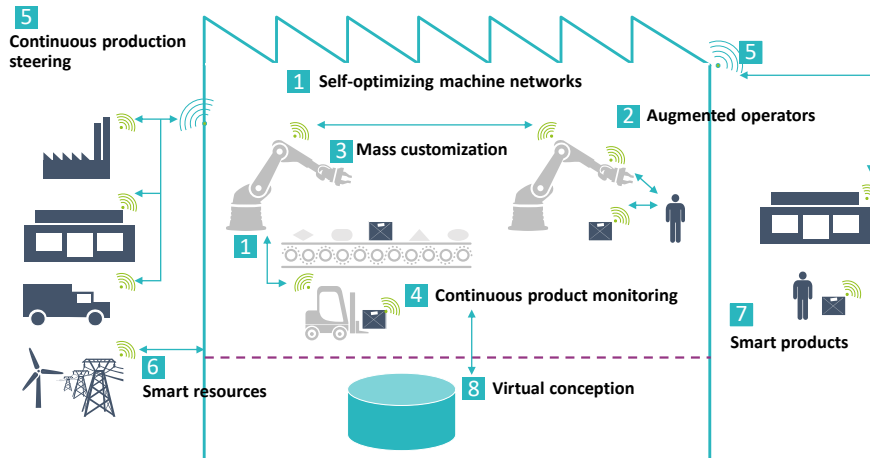 5
Continuous production
steering
5
1 Self-optimizing machine networks
2 Augmented operators
3 Mass customization
1
4 Continuous product monitoring
7
Smart products
6
Smart resources
8 Virtual conception